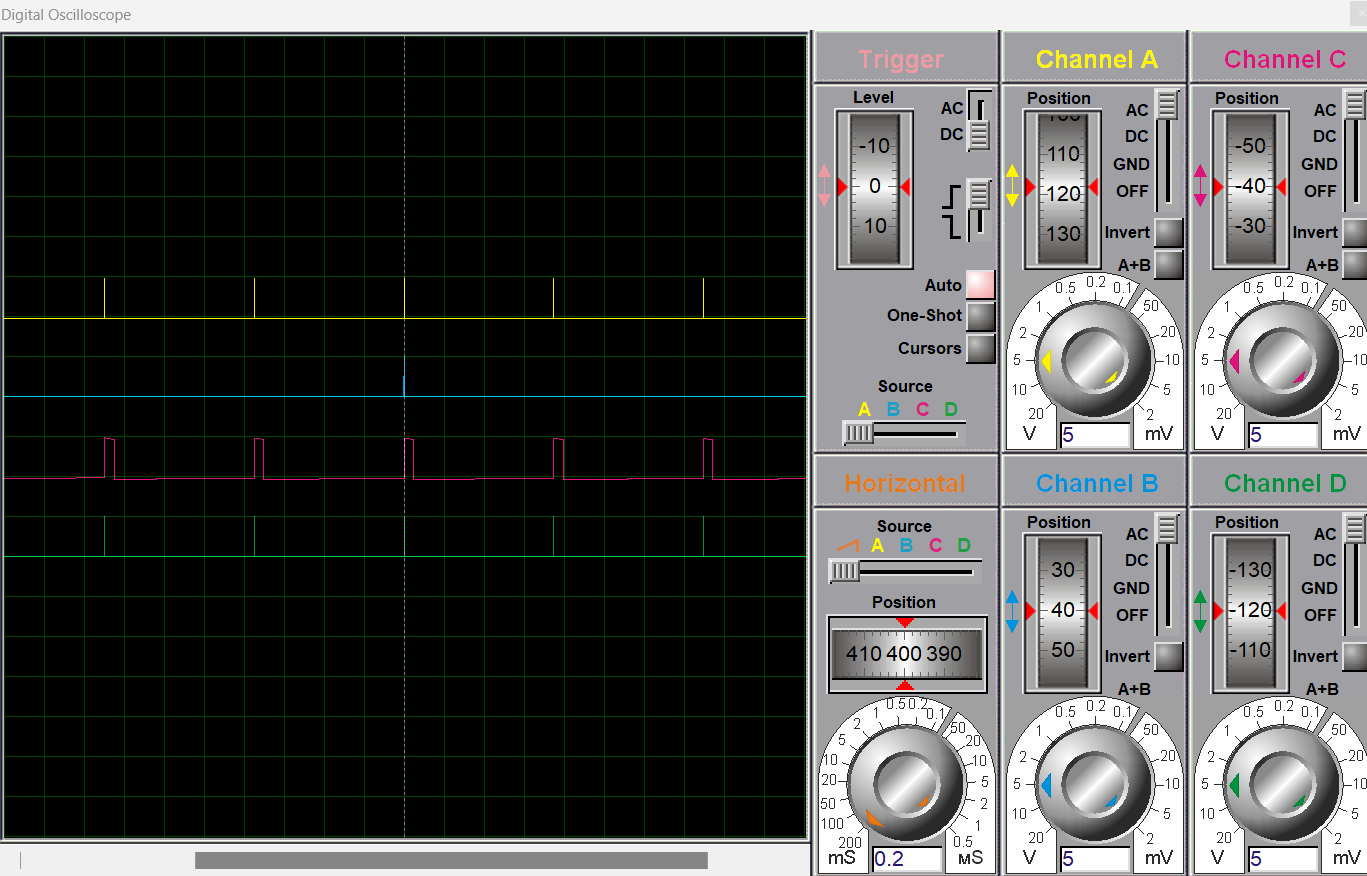 Digital Oscilloscope
Trigger
Level
-10
0
10
AC
DC
Auto
One-Shot
Cursors
Source
A B C D
Channel A
Position
110
120
130
AC
DC
GND
OFF
Invert
A+B
20 10 5 2 1 0.5 0.2 0.1 50 20 10 5 2
V
5
mV
Channel C
Position
-50
-40
-30
AC
DC
GND
OFF
Invert
A+B
20 10 5 2 1 0.5 0.2 0.1 50 20 10 5 2
V
5
mV
Horizontal
Source
A B C D
Position
410 400 390
200 100 50 20 10 5 2 1 0.5 0.2 0.1 50 20 10 5 2 1 0.5
mS
0.2
мS
Channel B
Position
30
40
50
AC
DC
GND
OFF
Invert
A+B
20 10 5 2 1 0.5 0.2 0.1 50 20 10 5 2
V
5
mV
Channel D
Position
-130
-120
-110
AC
DC
GND
OFF
Invert
A+B
20 10 5 2 1 0.5 0.2 0.1 50 20 10 5 2
V
5
mV